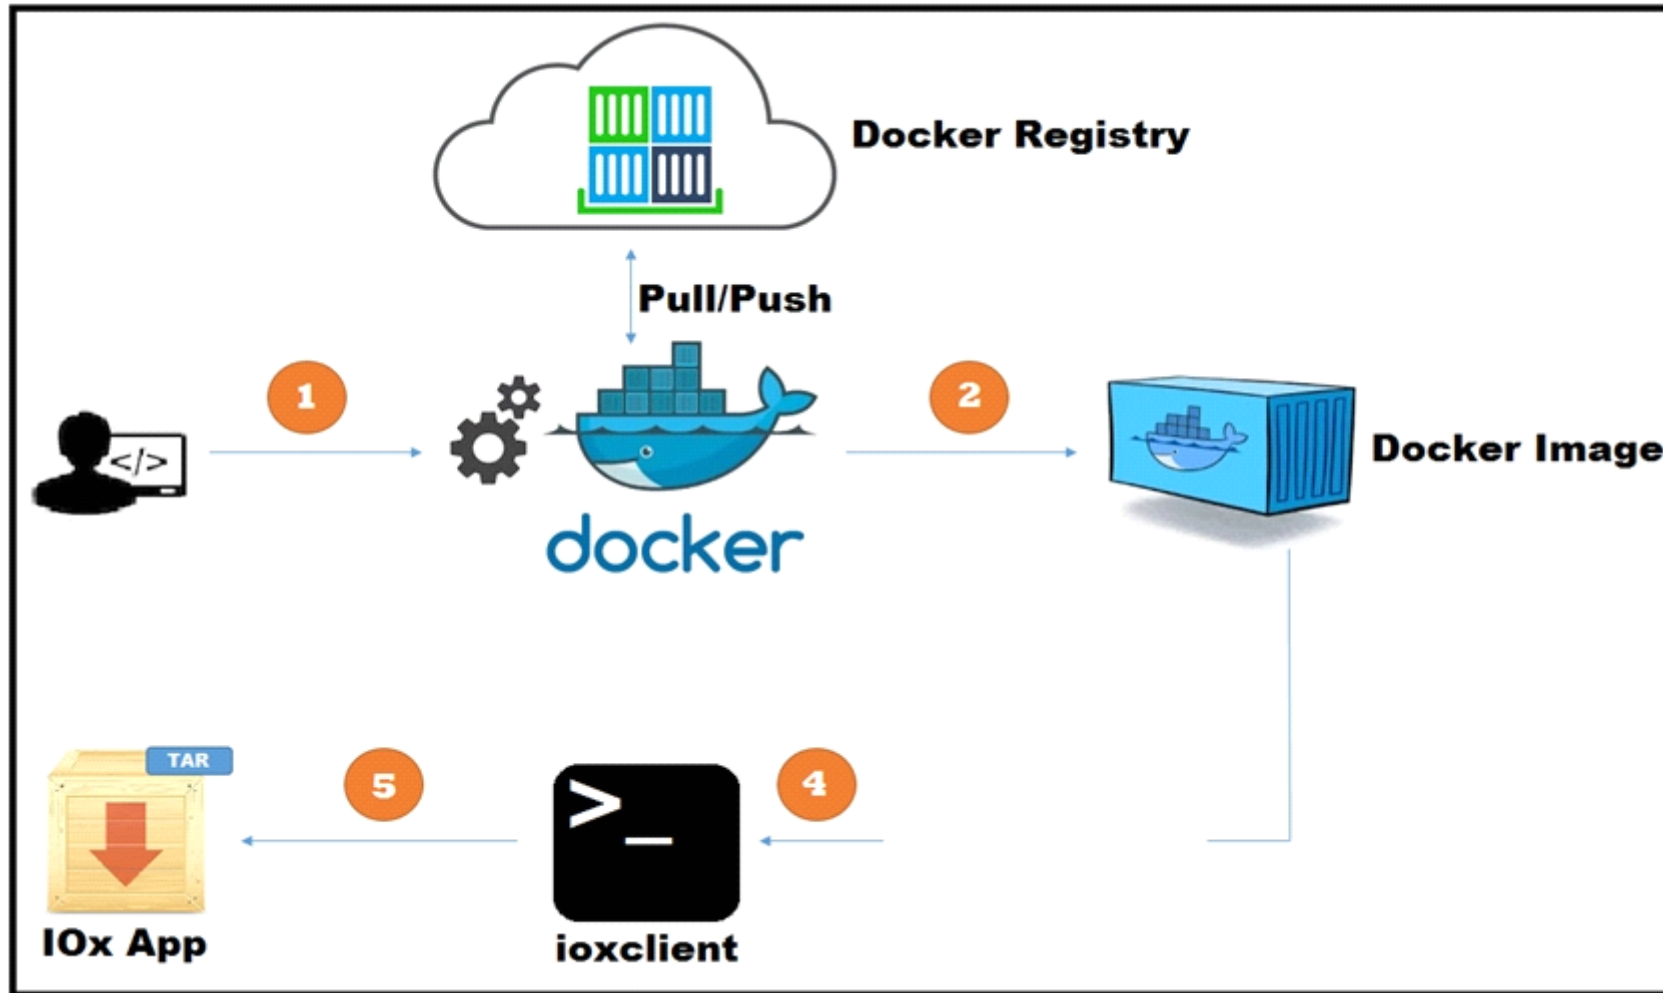 Docker Registry
Pull/Push
1
2
</>
Docker Image
docker
TAR
5
4
>_
IOx App
ioxclient